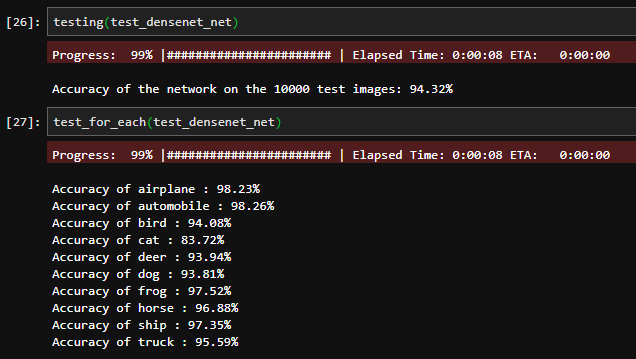 [26]: testing(test_densenet_net)
Progress:  99% |####################### | Elapsed Time: 0:00:08 ETA:   0:00:00
Accuracy of the network on the 10000 test images: 94.32%
[27]: test_for_each(test_densenet_net)
Progress:  99% |####################### | Elapsed Time: 0:00:08 ETA:   0:00:00
Accuracy of airplane : 98.23%
Accuracy of automobile : 98.26%
Accuracy of bird : 94.08%
Accuracy of cat : 83.72%
Accuracy of deer : 93.94%
Accuracy of dog : 93.81%
Accuracy of frog : 97.52%
Accuracy of horse : 96.88%
Accuracy of ship : 97.35%
Accuracy of truck : 95.59%